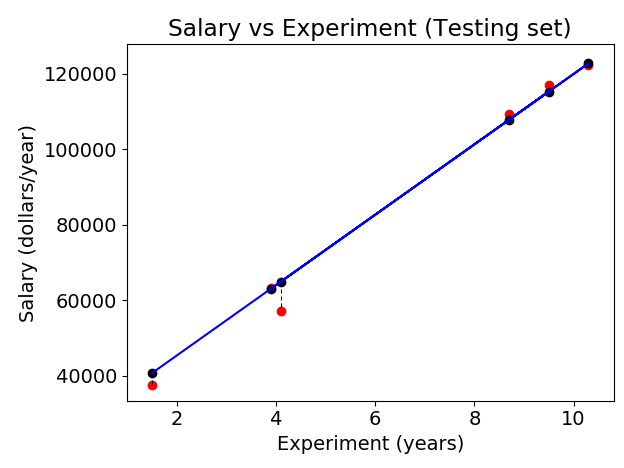 Salary vs Experiment (Testing set)
120000
100000
80000
60000
40000
Salary (dollars/year)
2 4 6 8 10
Experiment (years)